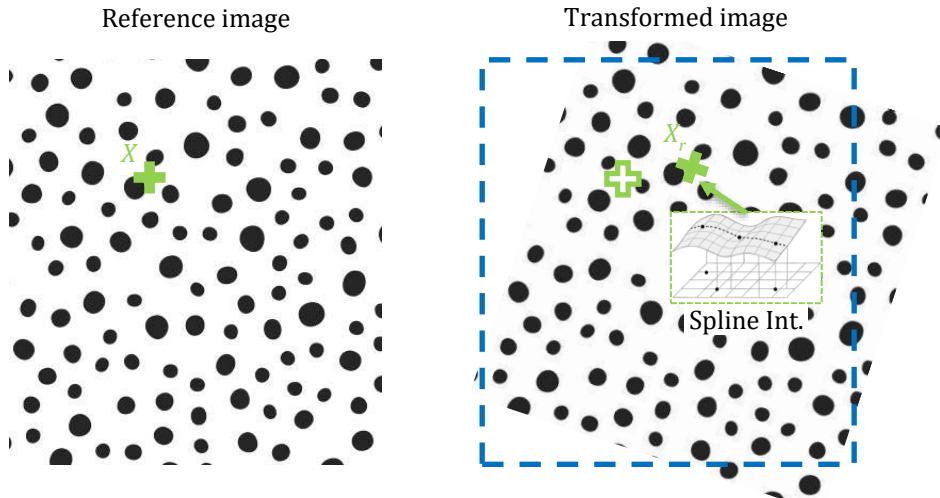 Reference image
Transformed image
X
X_r
Spline Int.